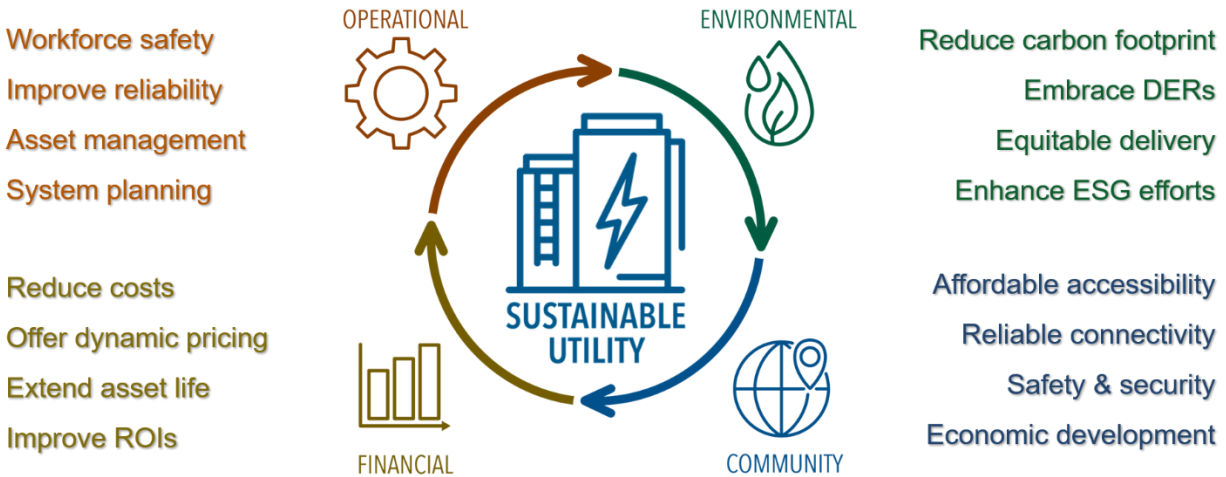 OPERATIONAL
Workforce safety
Improve reliability
Asset management
System planning
ENVIRONMENTAL
Reduce carbon footprint
Embrace DERs
Equitable delivery
Enhance ESG efforts
SUSTAINABLE
UTILITY
Reduce costs
Offer dynamic pricing
Extend asset life
Improve ROIs
FINANCIAL
Affordable accessibility
Reliable connectivity
Safety & security
Economic development
COMMUNITY